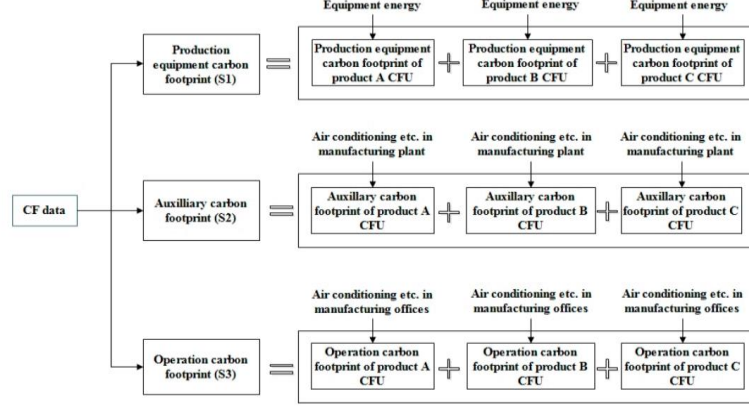 Equipment energy
Equipment energy
Equipment energy
Production
equipment carbon
footprint (S1)
Production equipment
carbon footprint of
product A CFU
Production equipment
carbon footprint of
product B CFU
Production equipment
carbon footprint of
product C CFU
Air conditioning etc. in
manufacturing plant
Air conditioning etc. in
manufacturing plant
Air conditioning etc. in
manufacturing plant
CF data
Auxilliary carbon
footprint (S2)
Auxillary carbon
footprint of product A
CFU
Auxillary carbon
footprint of product B
CFU
Auxillary carbon
footprint of product C
CFU
Air conditioning etc. in
manufacturing offices
Air conditioning etc. in
manufacturing offices
Air conditioning etc. in
manufacturing offices
Operation carbon
footprint (S3)
Operation carbon
footprint of product A
CFU
Operation carbon
footprint of product B
CFU
Operation carbon
footprint of product C
CFU